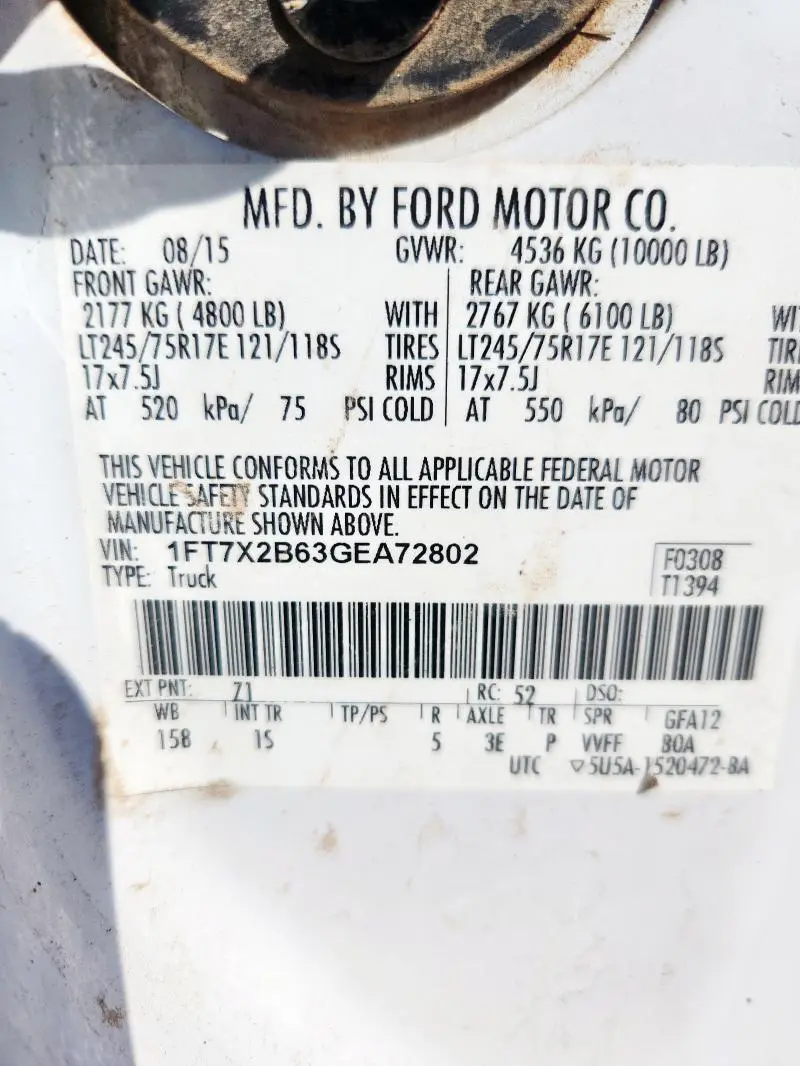 MFD. BY FORD MOTOR CO.
DATE: 08/15 GVWR: 4536 KG (10000 LB)
FRONT GAWR: REAR GAWR:
2177 KG ( 4800 LB) WITH 2767 KG ( 6100 LB) WIT
LT245/75R17E 121/118S TIRES LT245/75R17E 121/118S TIRE
17x7.5J RIMS 17x7.5J RIM
AT 520 kPa/ 75 PSI COLD AT 550 kPa/ 80 PSI COLD
THIS VEHICLE CONFORMS TO ALL APPLICABLE FEDERAL MOTOR
VEHICLE SAFETY STANDARDS IN EFFECT ON THE DATE OF
MANUFACTURE SHOWN ABOVE.
VIN: 1FT7X2B63GEA72802 F0308
TYPE: Truck T1394
EXT PNT: Z1 RC: 52 DSO:
WB INT TR TP/PS R AXLE TR SPR GFA12
158 1S 5 3E P VVFF 80A
UTC ▽5U5A-1520472-BA